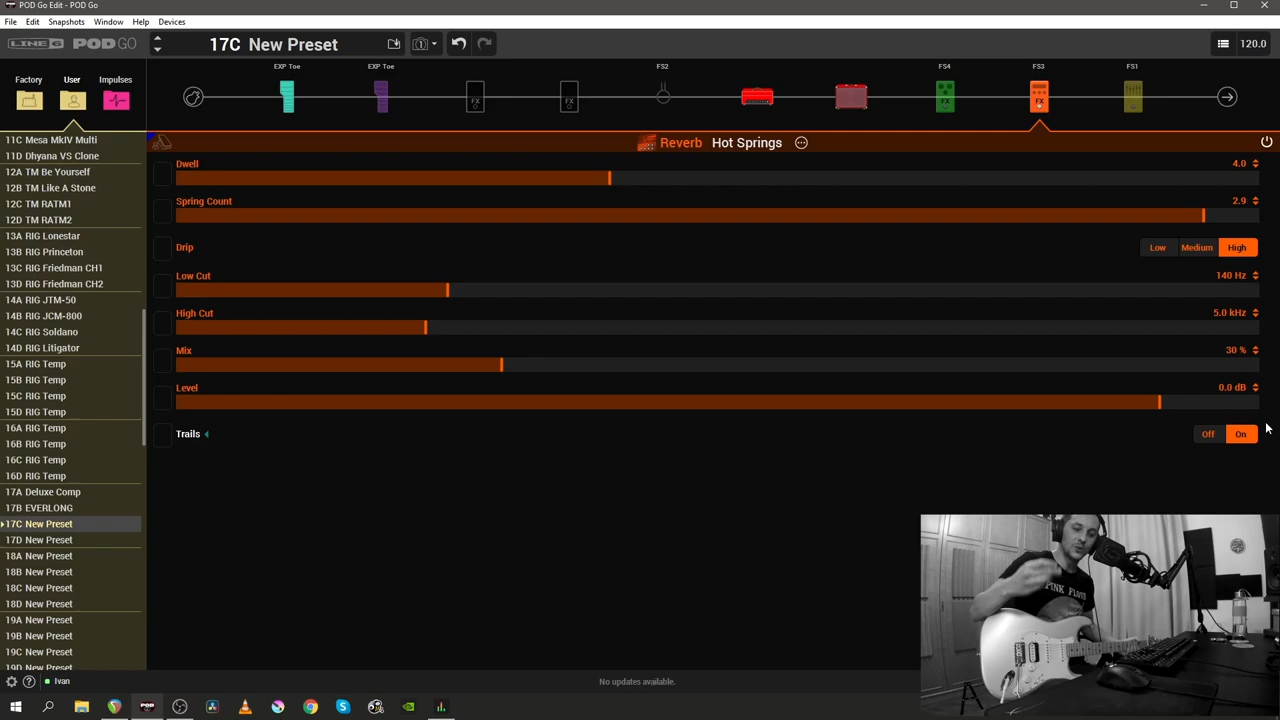 POD Go Edit - POD Go
File Edit Snapshots Window Help Devices
LINE 6 POD GO
17C New Preset
120.0
Factory User Impulses
EXP Toe EXP Toe FS2 FS4 FS3 FS1
FX FX FX
Reverb Hot Springs
11C Mesa MkIV Multi
11D Dhyana VS Clone
12A TM Be Yourself
12B TM Like A Stone
12C TM RATM1
12D TM RATM2
13A RIG Lonestar
13B RIG Princeton
13C RIG Friedman CH1
13D RIG Friedman CH2
14A RIG JTM-50
14B RIG JCM-800
14C RIG Soldano
14D RIG Litigator
15A RIG Temp
15B RIG Temp
15C RIG Temp
15D RIG Temp
16A RIG Temp
16B RIG Temp
16C RIG Temp
16D RIG Temp
17A Deluxe Comp
17B EVERLONG
17C New Preset
17D New Preset
18A New Preset
18B New Preset
18C New Preset
18D New Preset
19A New Preset
19B New Preset
19C New Preset
19D New Preset
Dwell 4.0
Spring Count 2.9
Drip Low Medium High
Low Cut 140 Hz
High Cut 5.0 kHz
Mix 30 %
Level 0.0 dB
Trails Off On
PINK FLOYD
Ivan
No updates available.
POD